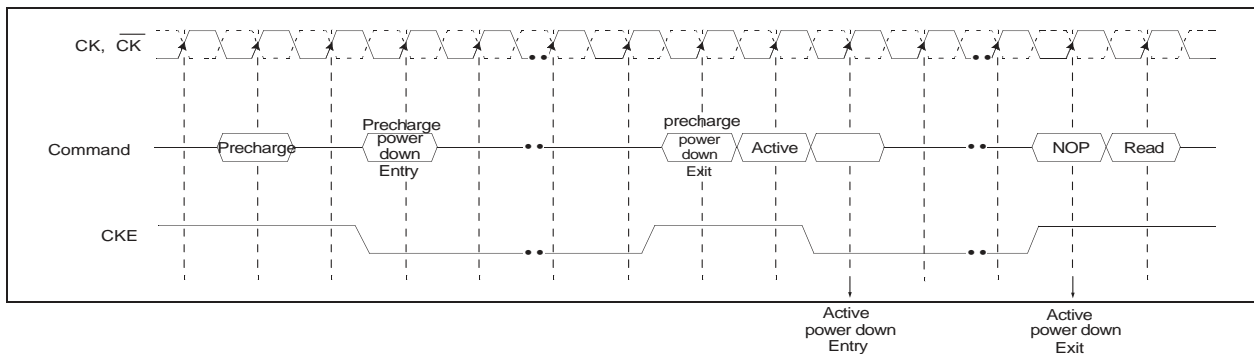 CK, CK
Precharge
power
down
Entry
precharge
power
down
Exit
Command
Precharge
Active
NOP
Read
CKE
Active
power down
Entry
Active
power down
Exit